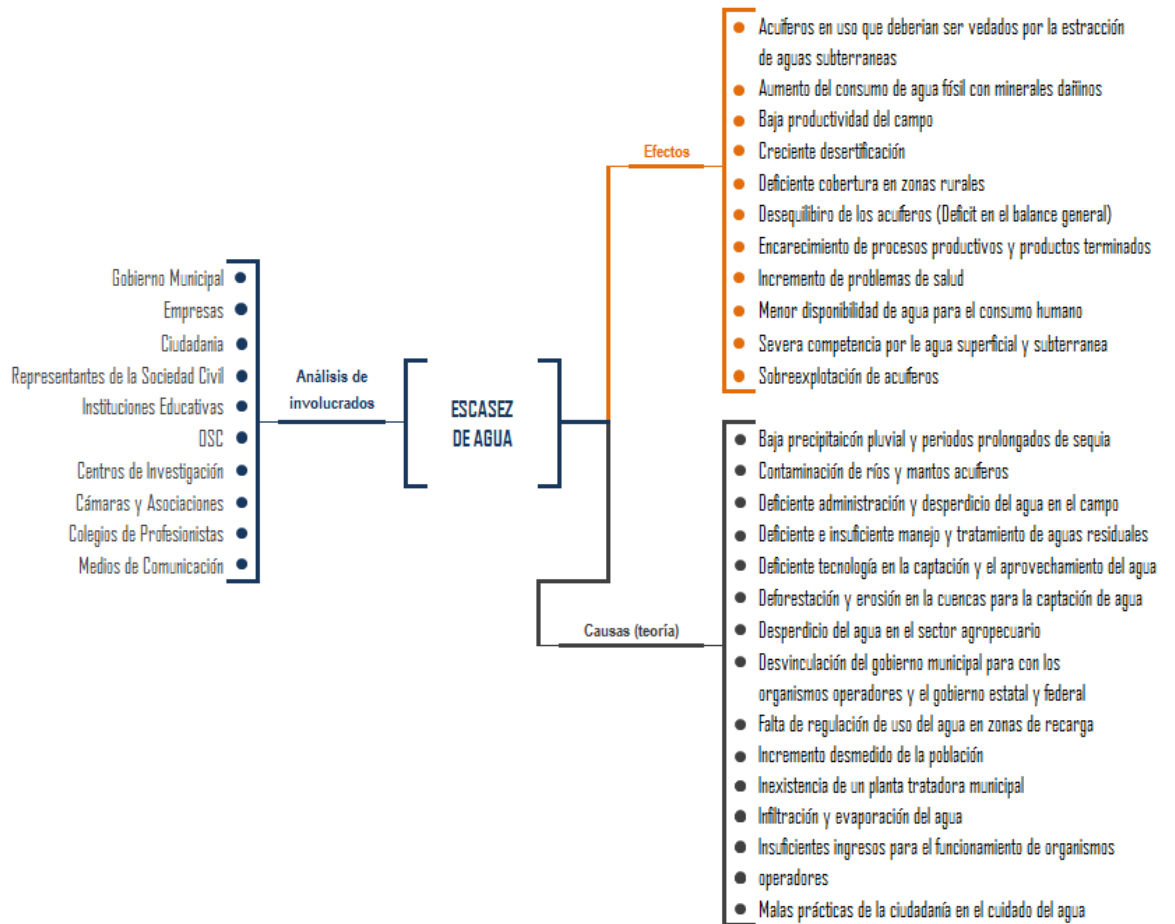 Gobierno Municipal
Empresas
Ciudadania
Representantes de la Sociedad Civil
Instituciones Educativas
OSC
Centros de Investigación
Cámaras y Asociaciones
Colegios de Profesionistas
Medios de Comunicación
Análisis de
involucrados
ESCASEZ
DE AGUA
Efectos
Acuiferos en uso que deberian ser vedados por la estracción
de aguas subterraneas
Aumento del consumo de agua fósil con minerales dañinos
Baja productividad del campo
Creciente desertificación
Deficiente cobertura en zonas rurales
Desequilibiro de los acuiferos (Deficit en el balance general)
Encarecimiento de procesos productivos y productos terminados
Incremento de problemas de salud
Menor disponibilidad de agua para el consumo humano
Severa competencia por le agua superficial y subterranea
Sobreexplotación de acuiferos
Causas (teoría)
Baja precipitaicón pluvial y periodos prolongados de sequia
Contaminación de ríos y mantos acuiferos
Deficiente administración y desperdicio del agua en el campo
Deficiente e insuficiente manejo y tratamiento de aguas residuales
Deficiente tecnología en la captación y el aprovechamiento del agua
Deforestación y erosión en la cuencas para la captación de agua
Desperdicio del agua en el sector agropecuario
Desvinculación del gobierno municipal para con los
organismos operadores y el gobierno estatal y federal
Falta de regulación de uso del agua en zonas de recarga
Incremento desmedido de la población
Inexistencia de un planta tratadora municipal
Infiltración y evaporación del agua
Insuficientes ingresos para el funcionamiento de organismos
operadores
Malas prácticas de la ciudadanía en el cuidado del agua